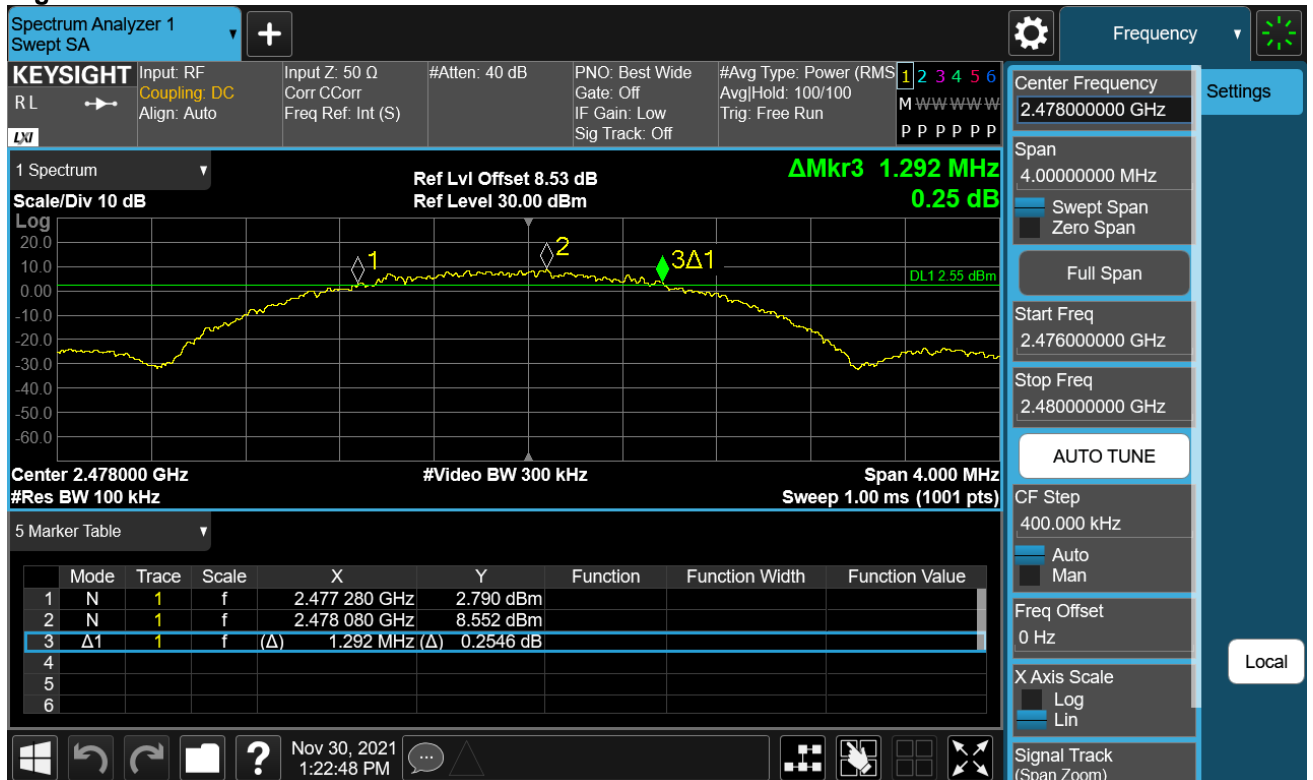 Spectrum Analyzer 1
Swept SA
+
Frequency
KEYSIGHT
RL
LXI
Input: RF
Coupling: DC
Align: Auto
Input Z: 50 Ω
Corr CCorr
Freq Ref: Int (S)
#Atten: 40 dB
PNO: Best Wide
Gate: Off
IF Gain: Low
Sig Track: Off
#Avg Type: Power (RMS
Avg|Hold: 100/100
Trig: Free Run
1 2 3 4 5 6
M W W W W W
P P P P P P
1 Spectrum
Scale/Div 10 dB
Ref Lvl Offset 8.53 dB
Ref Level 30.00 dBm
ΔMkr3 1.292 MHz
0.25 dB
Log
20.0
10.0
0.00
-10.0
-20.0
-30.0
-40.0
-50.0
-60.0
1
2
3Δ1
DL1 2.55 dBm
Center 2.478000 GHz
#Video BW 300 kHz
Span 4.000 MHz
#Res BW 100 kHz
Sweep 1.00 ms (1001 pts)
5 Marker Table
Mode Trace Scale X Y Function Function Width Function Value
1 N 1 f 2.477 280 GHz 2.790 dBm
2 N 1 f 2.478 080 GHz 8.552 dBm
3 Δ1 1 f (Δ) 1.292 MHz (Δ) 0.2546 dB
4
5
6
?
Nov 30, 2021
1:22:48 PM
Center Frequency
2.478000000 GHz
Settings
Span
4.00000000 MHz
Swept Span
Zero Span
Full Span
Start Freq
2.476000000 GHz
Stop Freq
2.480000000 GHz
AUTO TUNE
CF Step
400.000 kHz
Auto
Man
Freq Offset
0 Hz
Local
X Axis Scale
Log
Lin
Signal Track
(Span Zoom)